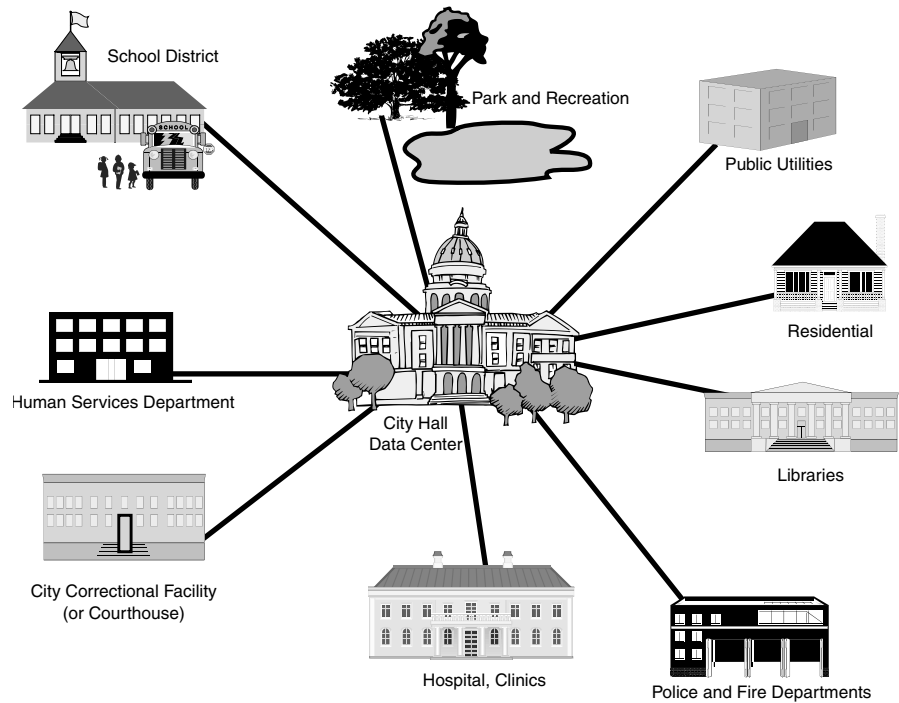 School District
SCHOOL
Park and Recreation
Public Utilities
Residential
Human Services Department
City Hall
Data Center
Libraries
City Correctional Facility
(or Courthouse)
Hospital, Clinics
Police and Fire Departments